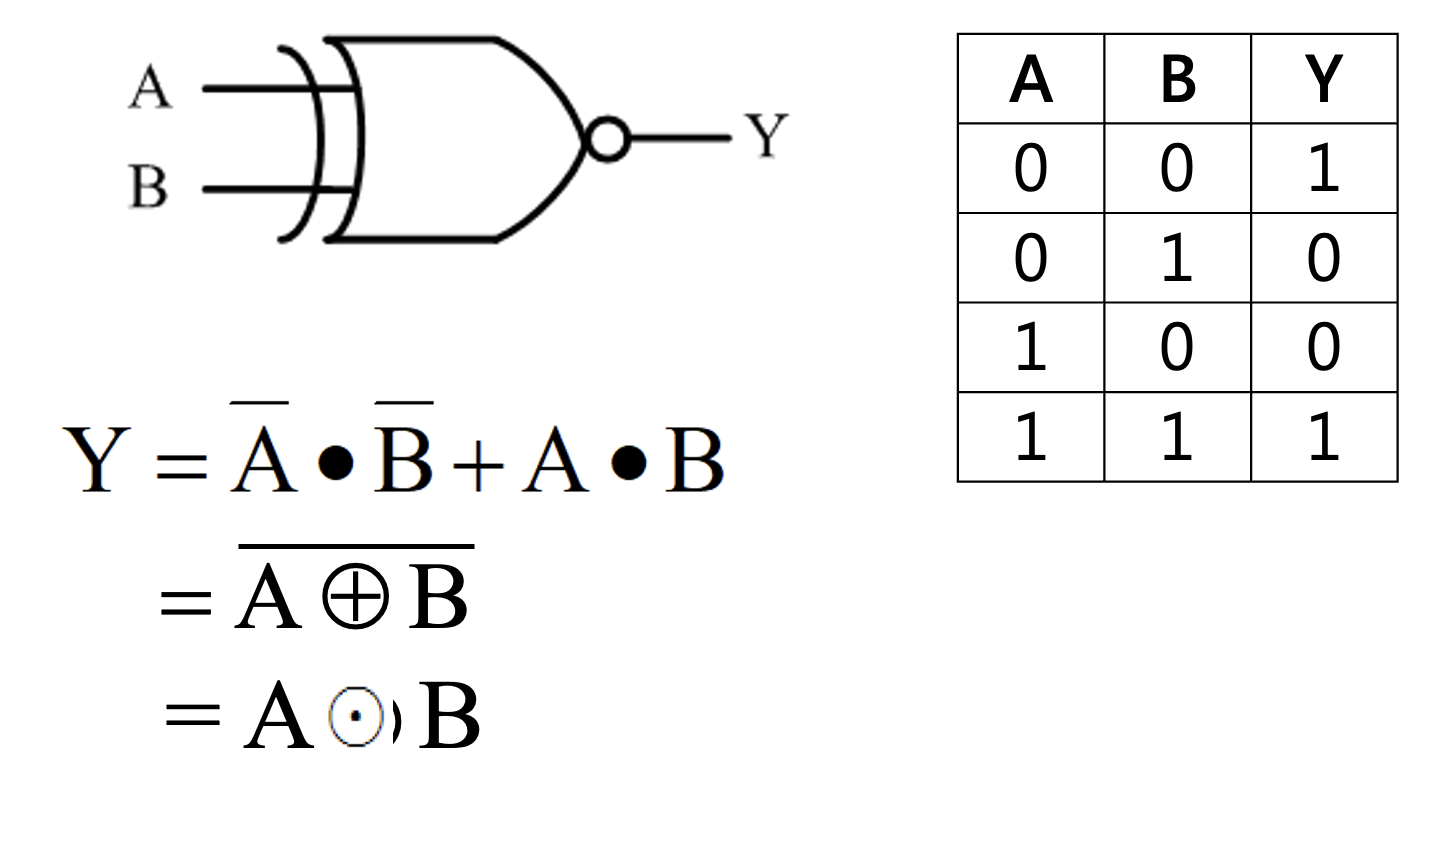 A
B
Y
Y = A̅ • B̅ + A • B
= A̅ ̅⊕̅ ̅B̅
= A ⊙) B
A B Y
0 0 1
0 1 0
1 0 0
1 1 1